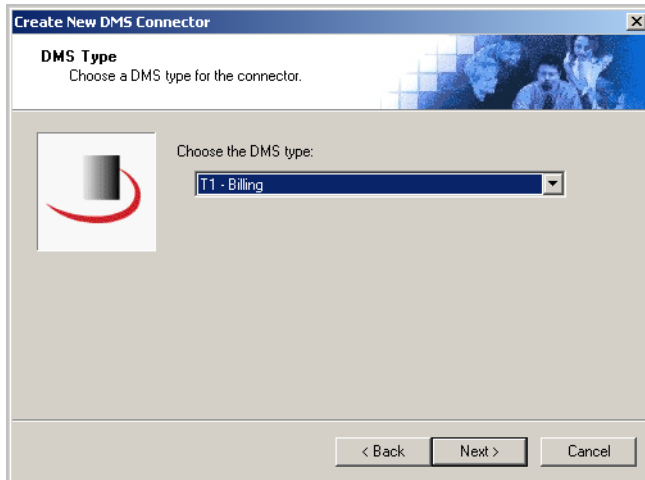 Create New DMS Connector
DMS Type
Choose a DMS type for the connector.
Choose the DMS type:
T1 - Billing
< Back Next > Cancel